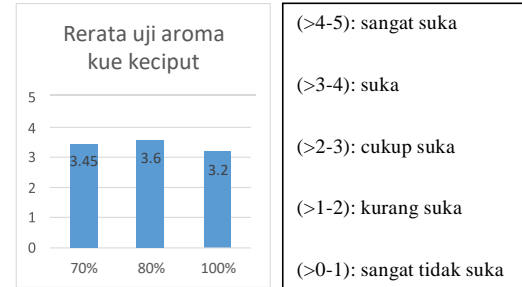 Rerata uji aroma
kue keciput
5
4
3
2
1
0
3.45
3.6
3.2
70%
80%
100%
(>4-5): sangat suka
(>3-4): suka
(>2-3): cukup suka
(>1-2): kurang suka
(>0-1): sangat tidak suka